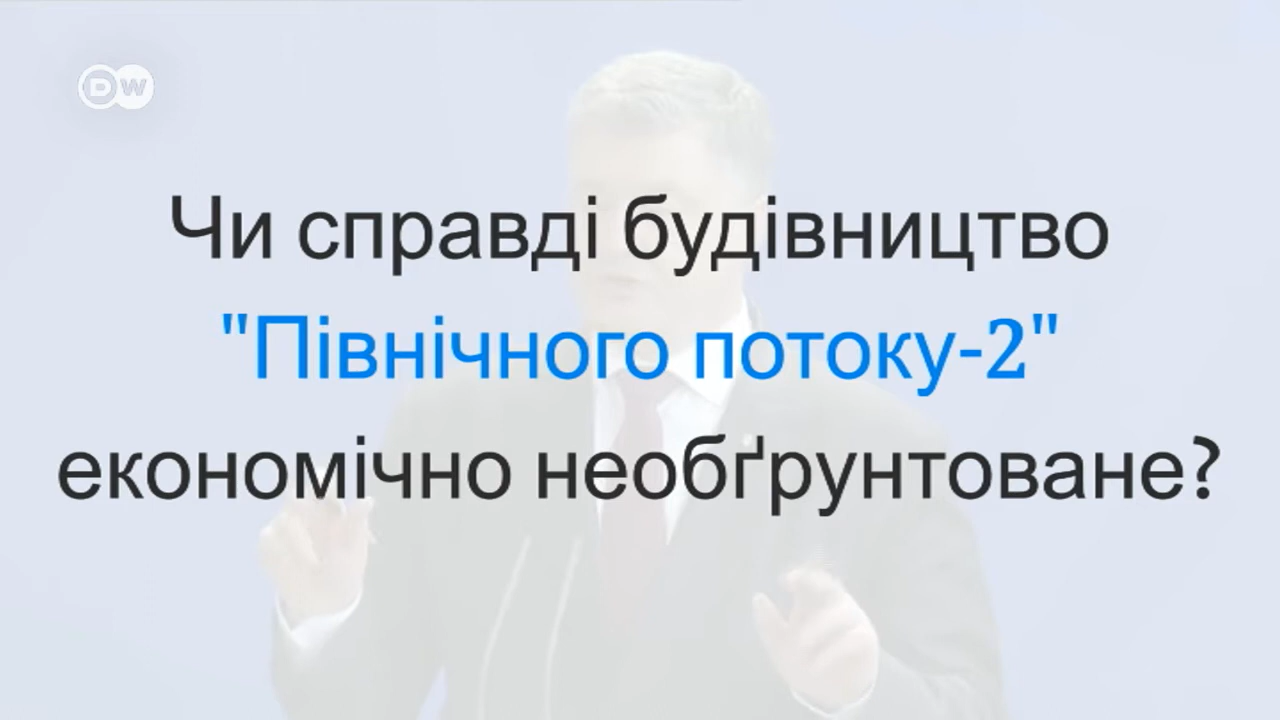 DW
Чи справді будівництво
"Північного потоку-2"
економічно необґрунтоване?